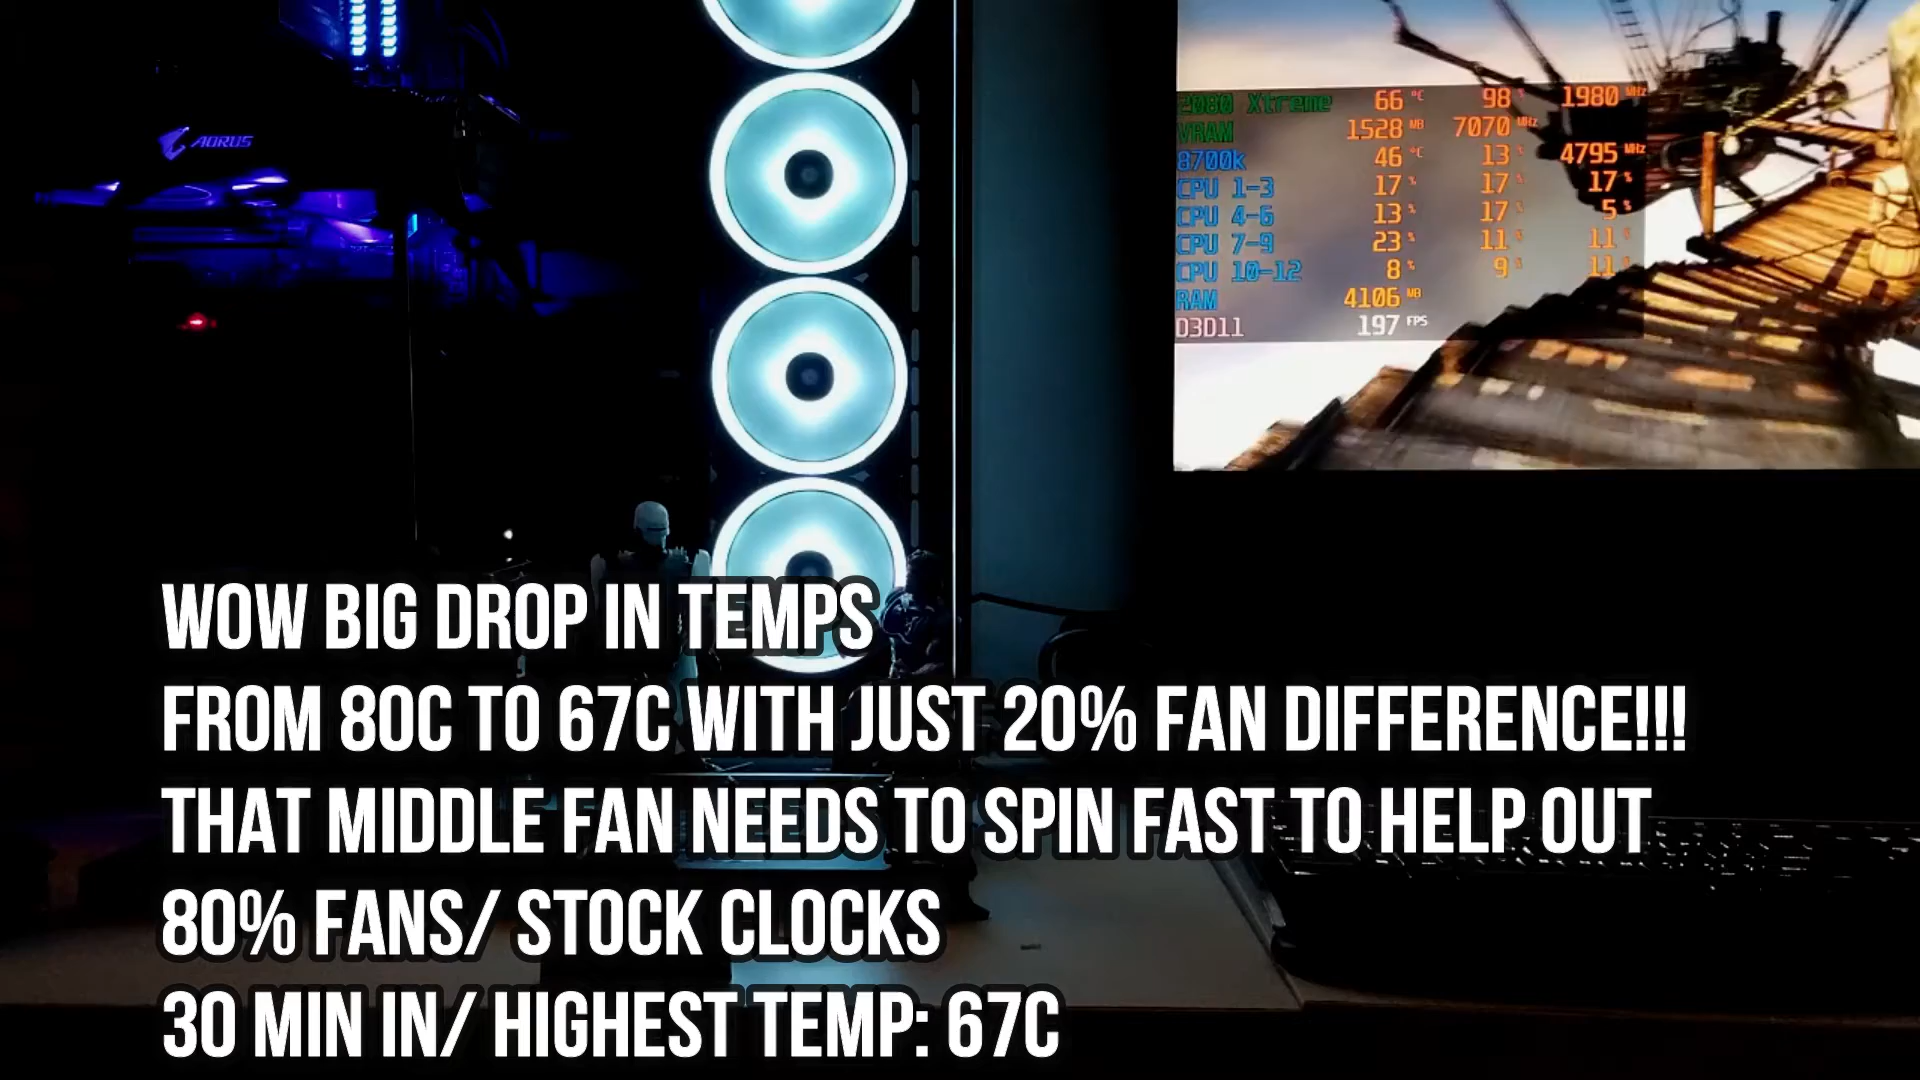 AORUS
2080 Xtreme 66 °C 98 % 1980 MHz
VRAM 1528 MB 7070 MHz
8700k 46 °C 13 % 4795 MHz
CPU 1-3 17 % 17 % 17 %
CPU 4-6 13 % 17 % 5 %
CPU 7-9 23 % 11 % 11 %
CPU 10-12 8 % 9 % 11 %
RAM 4106 MB
D3D11 197 FPS
WOW BIG DROP IN TEMPS
FROM 80C TO 67C WITH JUST 20% FAN DIFFERENCE!!!
THAT MIDDLE FAN NEEDS TO SPIN FAST TO HELP OUT
80% FANS/ STOCK CLOCKS
30 MIN IN/ HIGHEST TEMP: 67C